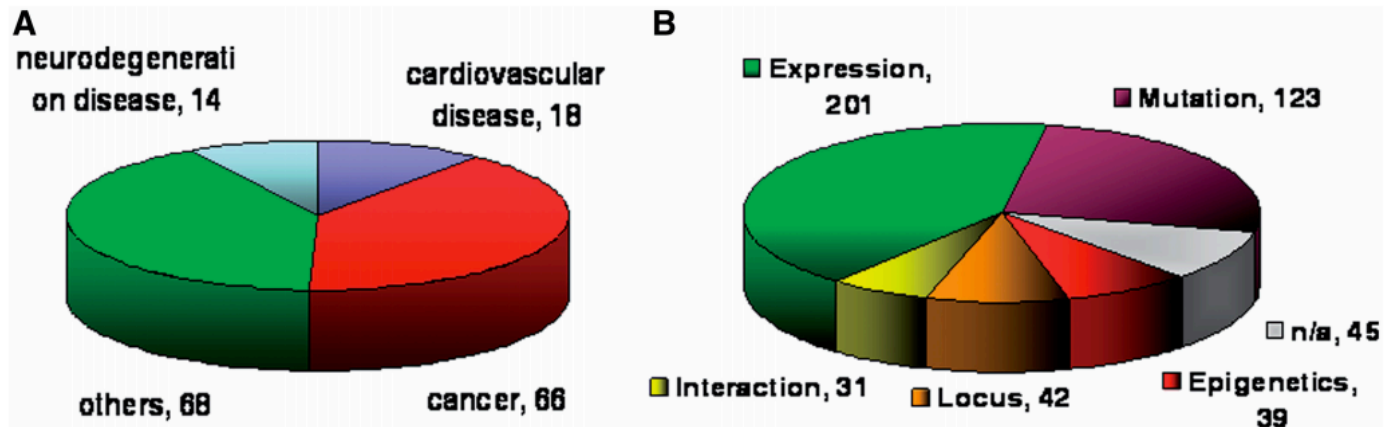 A
neurodegenerati
on disease, 14
cardiovascular
disease, 18
others, 68
cancer, 66
B
Expression,
201
Mutation, 123
n/a, 45
Epigenetics,
39
Locus, 42
Interaction, 31